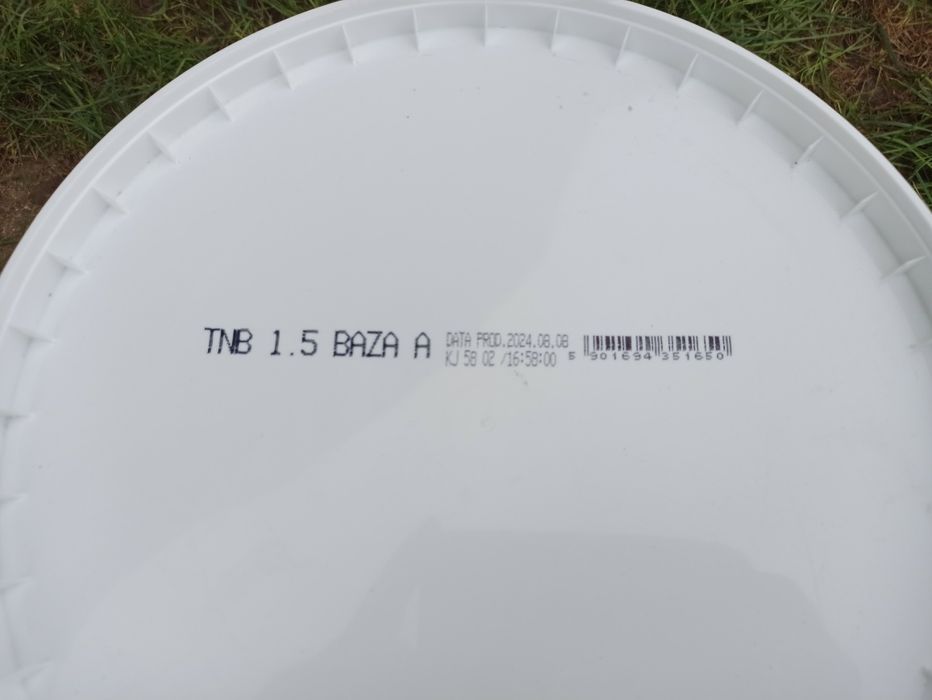 TNB 1.5 BAZA A
DATA PROD.2024.08.08
KJ 58 02 /16:58:00
5 901694 351650